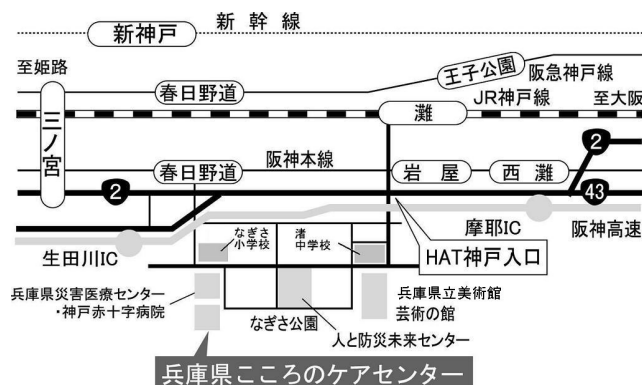 新幹線
新神戸
王子公園
至姫路
阪急神戸線
春日野道
JR神戸線
至大阪
灘
三ノ宮
2
春日野道
阪神本線
岩屋
西灘
2
43
なぎさ
小学校
渚
中学校
摩耶IC
阪神高速
生田川IC
HAT神戸入口
兵庫県災害医療センター
・神戸赤十字病院
兵庫県立美術館
芸術の館
なぎさ公園
人と防災未来センター
兵庫県こころのケアセンター